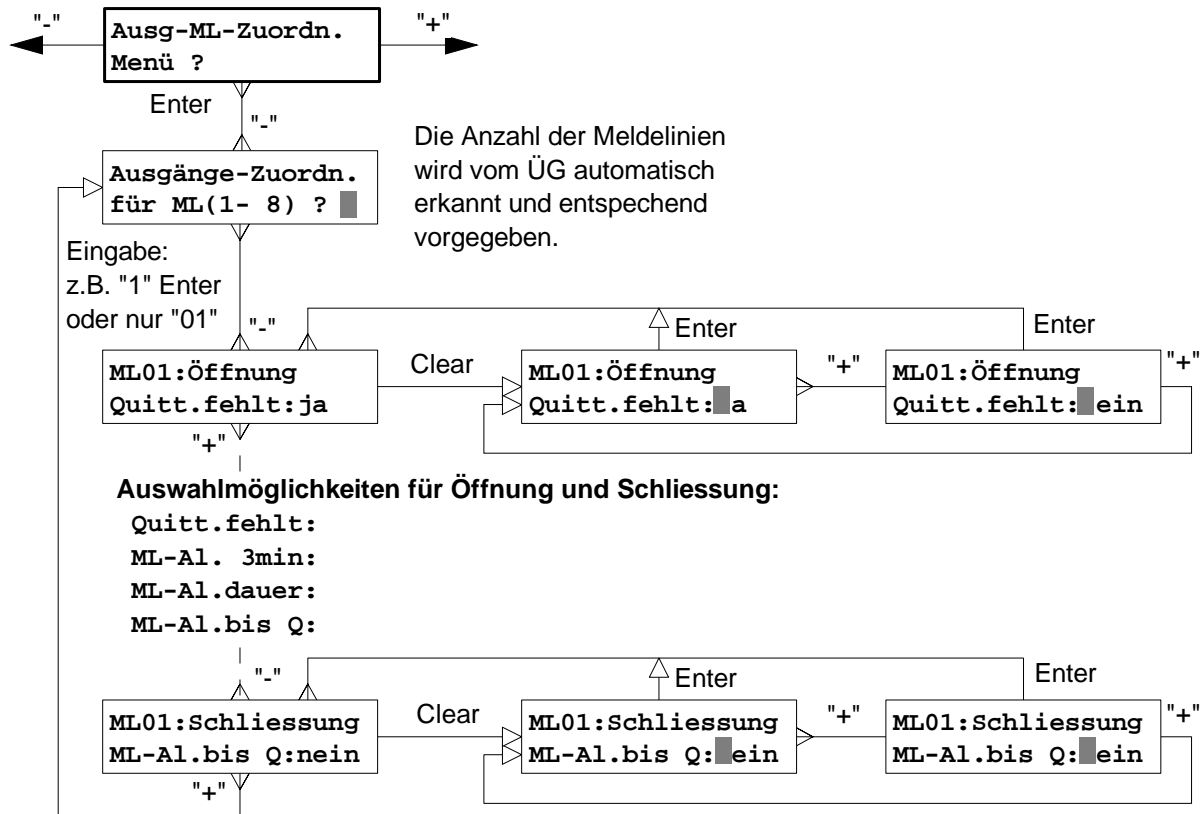 "-"
Ausg-ML-Zuordn.
Menü ?
"+"
Enter
"-"
Ausgänge-Zuordn.
für ML(1- 8) ?
Die Anzahl der Meldelinien
wird vom ÜG automatisch
erkannt und entspechend
vorgegeben.
Eingabe:
z.B. "1" Enter
oder nur "01"
"-"
ML01:Öffnung
Quitt.fehlt:ja
"+"
Clear
Enter
ML01:Öffnung
Quitt.fehlt: a
"+"
Enter
ML01:Öffnung
Quitt.fehlt: ein
"+"
Auswahlmöglichkeiten für Öffnung und Schliessung:
Quitt.fehlt:
ML-Al. 3min:
ML-Al.dauer:
ML-Al.bis Q:
"-"
ML01:Schliessung
ML-Al.bis Q:nein
"+"
Clear
Enter
ML01:Schliessung
ML-Al.bis Q: ein
"+"
Enter
ML01:Schliessung
ML-Al.bis Q: ein
"+"